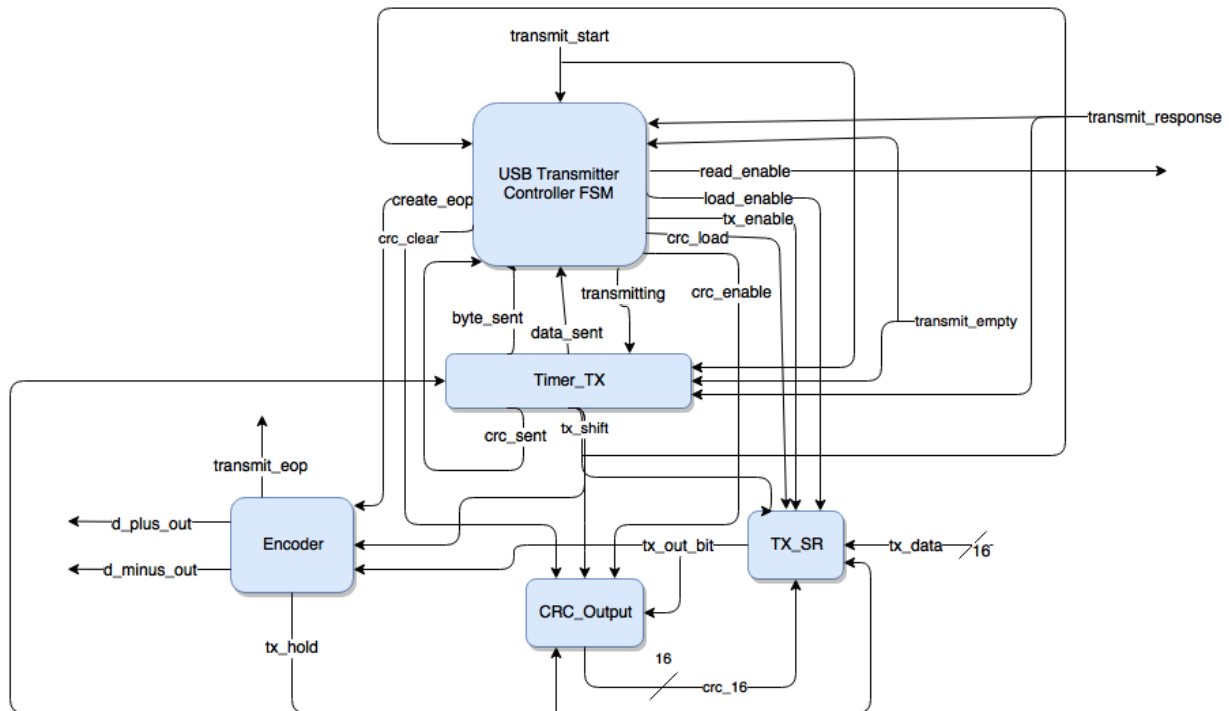 transmit_start
transmit_response
USB Transmitter
Controller FSM
read_enable
create_eop
load_enable
tx_enable
crc_clear
crc_load
transmitting
crc_enable
byte_sent
data_sent
transmit_empty
Timer_TX
crc_sent
tx_shift
transmit_eop
d_plus_out
Encoder
tx_out_bit
TX_SR
tx_data
16
d_minus_out
CRC_Output
tx_hold
16
crc_16